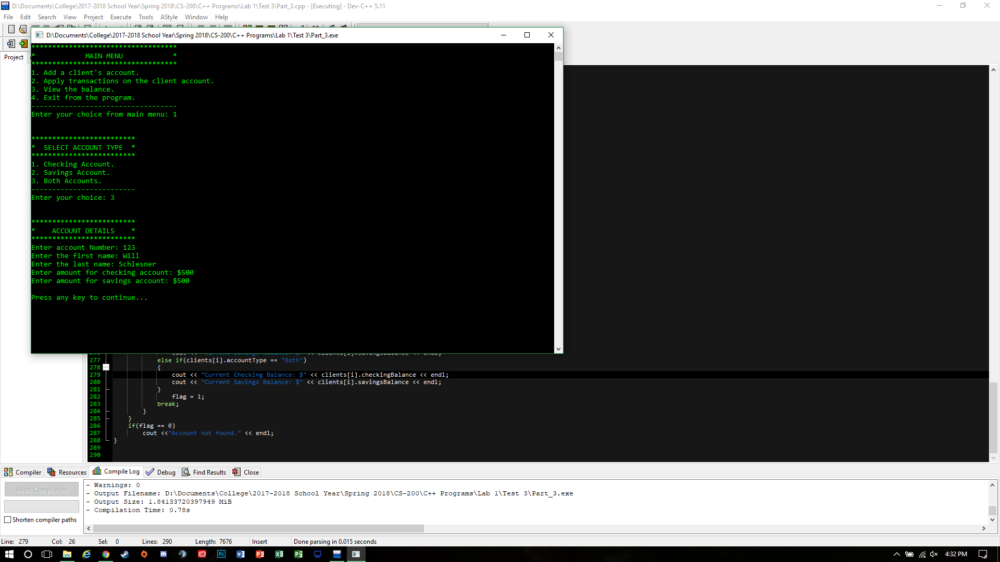 D:\Documents\College\2017-2018 School Year\Spring 2018\CS-200\C++ Programs\Lab 1\Test 3\Part_3.cpp - [Executing] - Dev-C++ 5.11
File Edit Search View Project Execute Tools AStyle Window Help
D:\Documents\College\2017-2018 School Year\Spring 2018\CS-200\C++ Programs\Lab 1\Test 3\Part_3.exe
Project
***********************************
* MAIN MENU *
***********************************
1. Add a client's account.
2. Apply transactions on the client account.
3. View the balance.
4. Exit from the program.
-----------------------------------
Enter your choice from main menu: 1
*************************
* SELECT ACCOUNT TYPE *
*************************
1. Checking Account.
2. Savings Account.
3. Both Accounts.
-------------------------
Enter your choice: 3
*************************
* ACCOUNT DETAILS *
*************************
Enter account Number: 123
Enter the first name: Will
Enter the last name: Schlesner
Enter amount for checking account: $500
Enter amount for savings account: $500
Press any key to continue...
277 else if(clients[i].accountType == "Both")
278 {
279 cout << "Current Checking Balance: $" << clients[i].checkingBalance << endl;
280 cout << "Current Savings Balance: $" << clients[i].savingsBalance << endl;
281 }
282 flag = 1;
283 break;
284 }
285 }
286 if(flag == 0)
287 cout <<"Account not found." << endl;
288 }
289
290
Compiler Resources Compile Log Debug Find Results Close
Abort Compilation
Shorten compiler paths
- Warnings: 0
- Output Filename: D:\Documents\College\2017-2018 School Year\Spring 2018\CS-200\C++ Programs\Lab 1\Test 3\Part_3.exe
- Output Size: 1.84133720397949 MiB
- Compilation Time: 0.78s
Line: 279 Col: 26 Sel: 0 Lines: 290 Length: 7676 Insert Done parsing in 0.015 seconds
4:32 PM